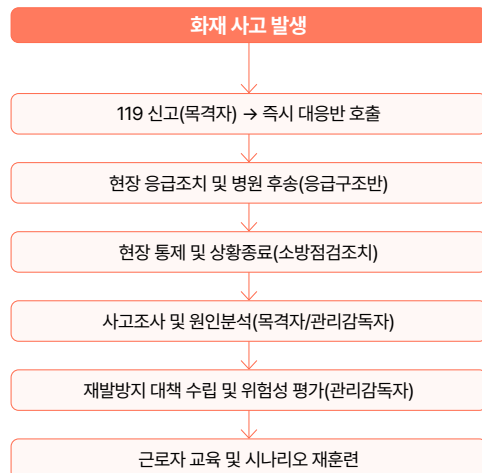 화재 사고 발생
119 신고(목격자) → 즉시 대응반 호출
현장 응급조치 및 병원 후송(응급구조반)
현장 통제 및 상황종료(소방점검조치)
사고조사 및 원인분석(목격자/관리감독자)
재발방지 대책 수립 및 위험성 평가(관리감독자)
근로자 교육 및 시나리오 재훈련